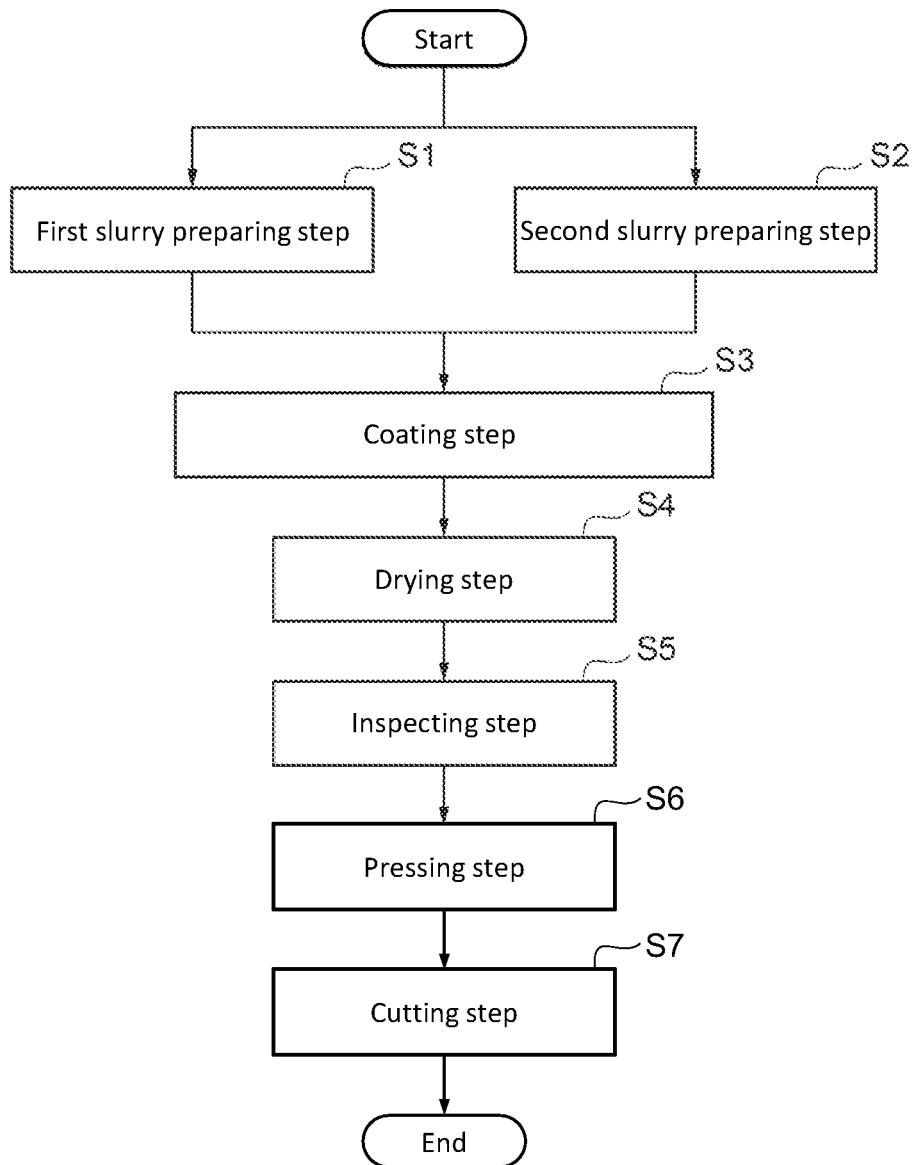 Start
S1
S2
First slurry preparing step
Second slurry preparing step
S3
Coating step
S4
Drying step
S5
Inspecting step
S6
Pressing step
S7
Cutting step
End